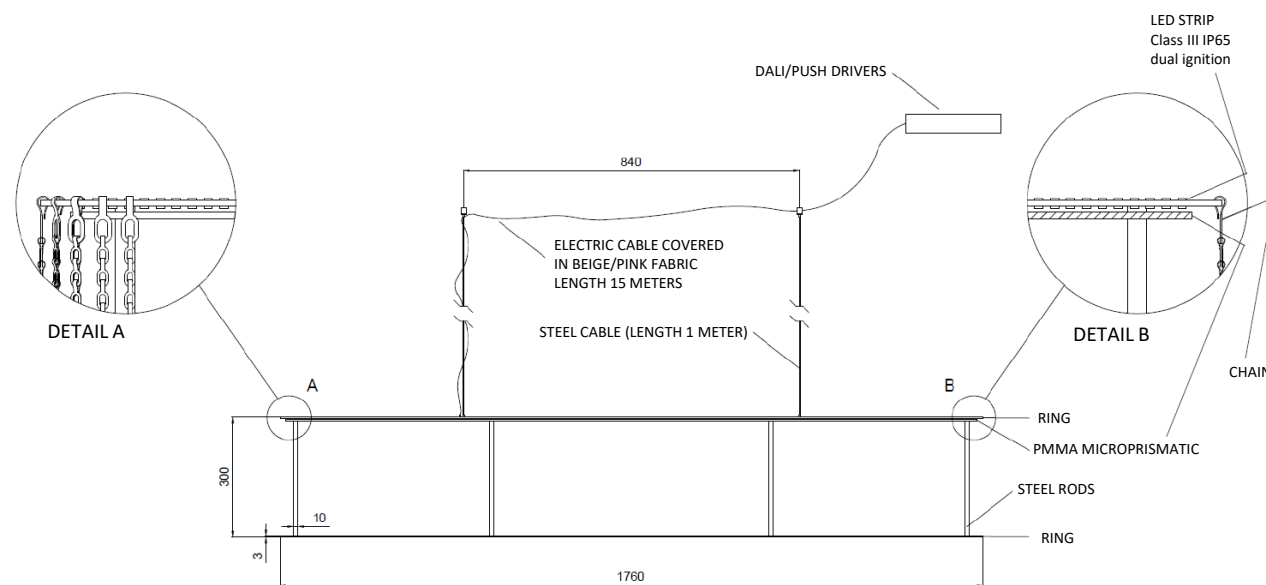 LED STRIP
Class III IP65
dual ignition
DALI/PUSH DRIVERS
840
ELECTRIC CABLE COVERED
IN BEIGE/PINK FABRIC
LENGTH 15 METERS
DETAIL A
STEEL CABLE (LENGTH 1 METER)
DETAIL B
CHAIN
A
B
RING
PMMA MICROPRISMATIC
300
STEEL RODS
10
RING
3
1760